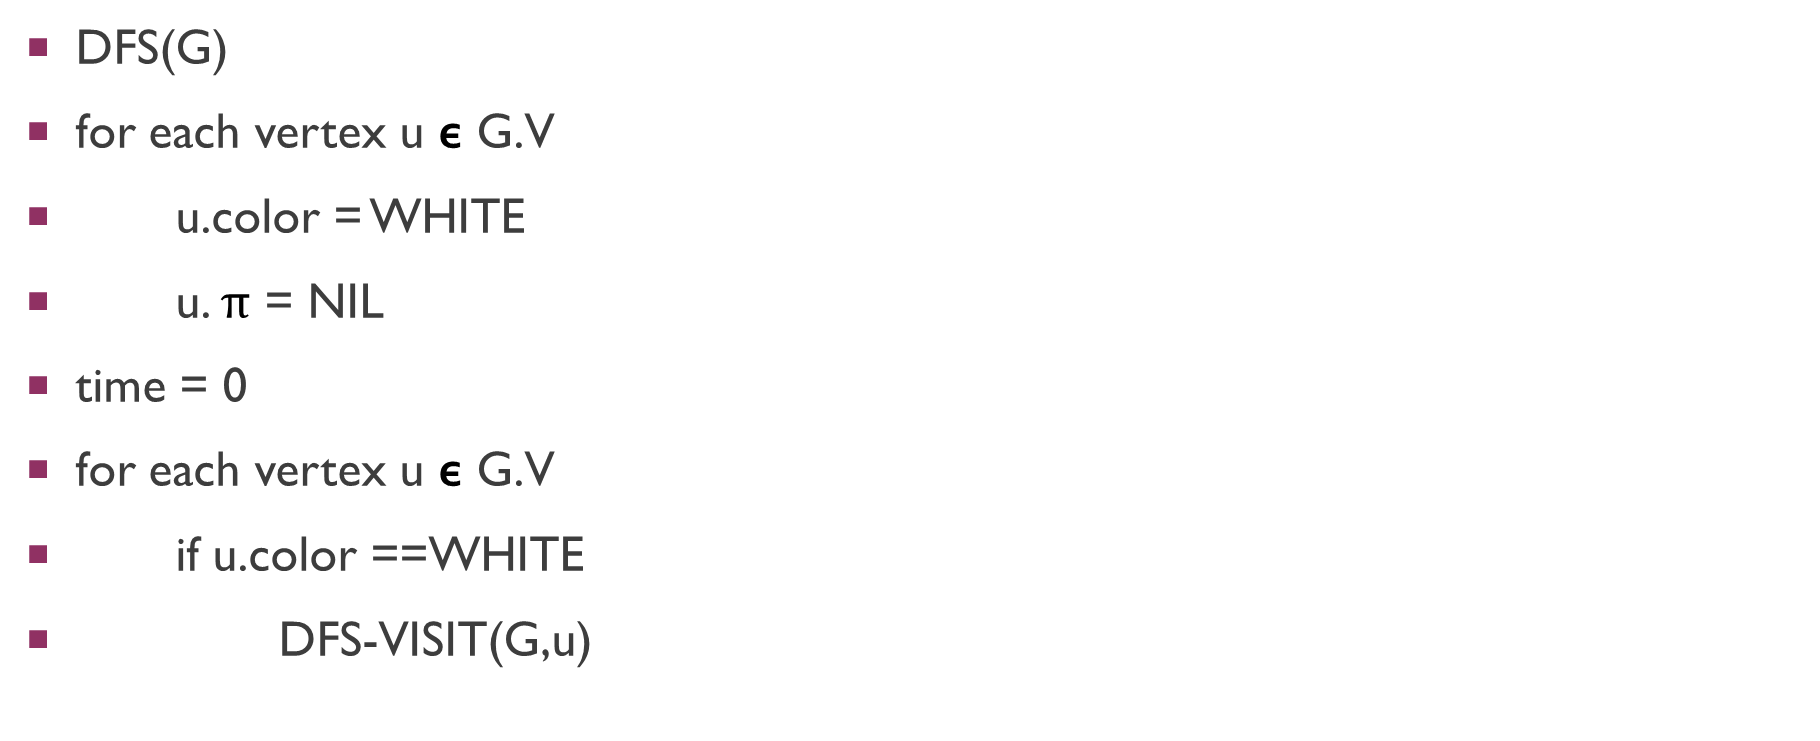 DFS(G)
for each vertex u ϵ G.V
u.color = WHITE
u. π = NIL
time = 0
for each vertex u ϵ G.V
if u.color ==WHITE
DFS-VISIT(G,u)